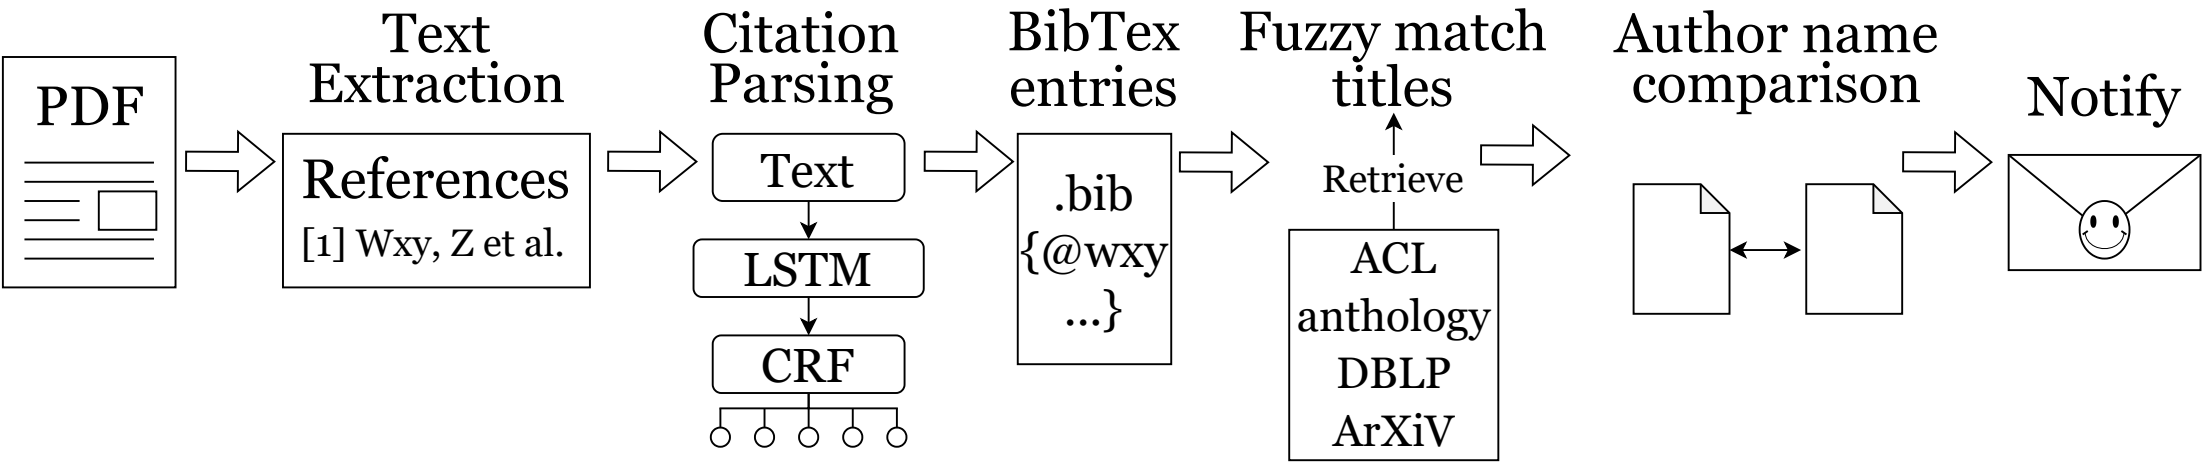 PDF
Text
Extraction
References
[1] Wxy, Z et al.
Citation
Parsing
Text
LSTM
CRF
BibTex
entries
.bib
{@wxy
...}
Fuzzy match
titles
Retrieve
ACL
anthology
DBLP
ArXiV
Author name
comparison
Notify